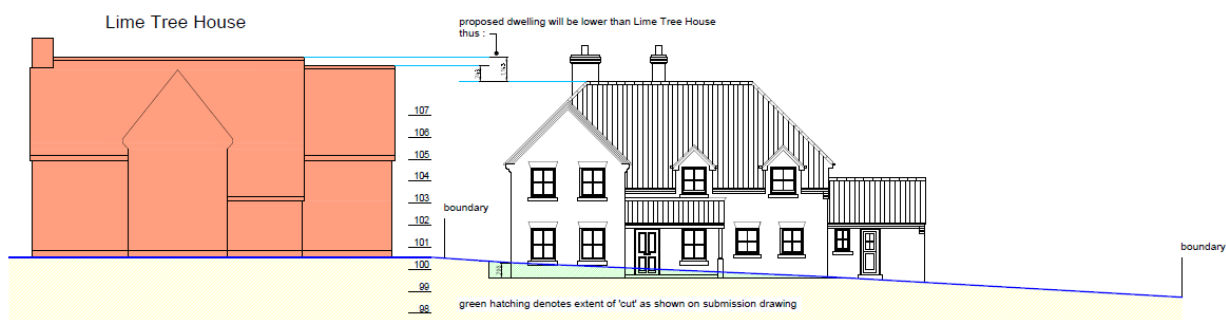 Lime Tree House
proposed dwelling will be lower than Lime Tree House
thus :
107
106
105
104
103
102
101
100
99
98
boundary
boundary
green hatching denotes extent of 'cut' as shown on submission drawing